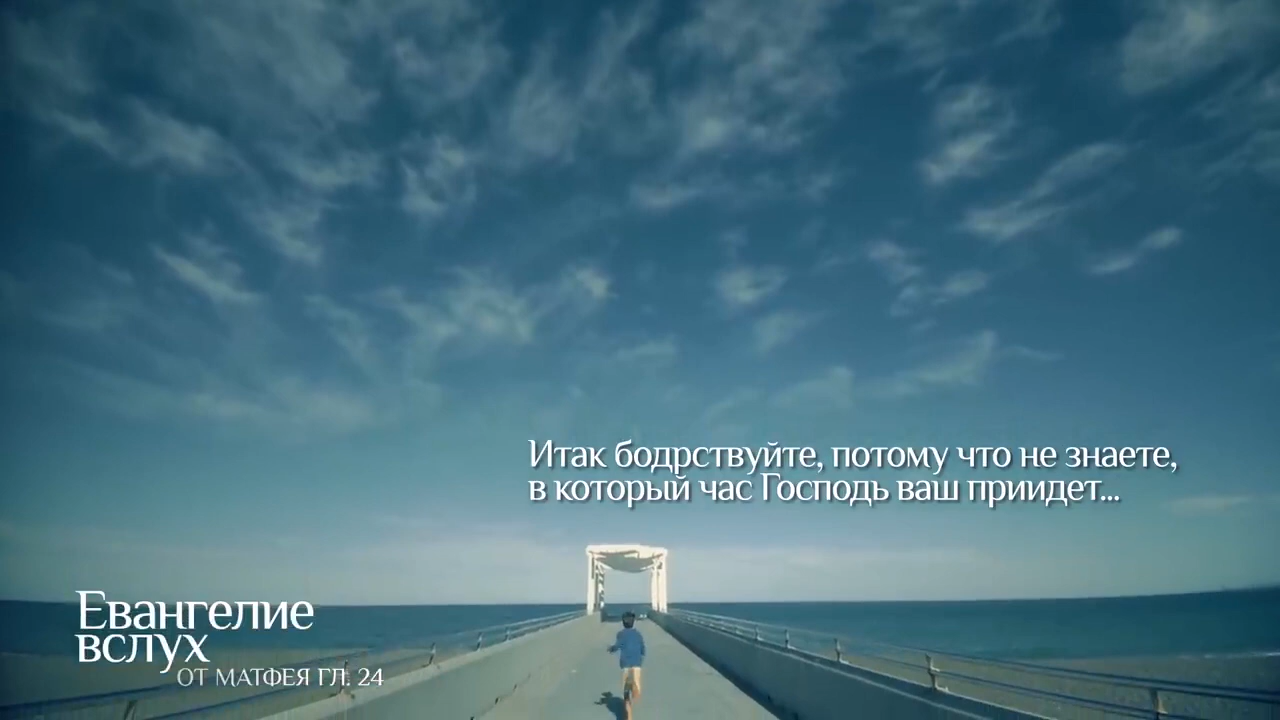 Итак бодрствуйте, потому что не знаете,
в который час Господь ваш приидет...
Евангелие
вслух
ОТ МАТФЕЯ ГЛ. 24